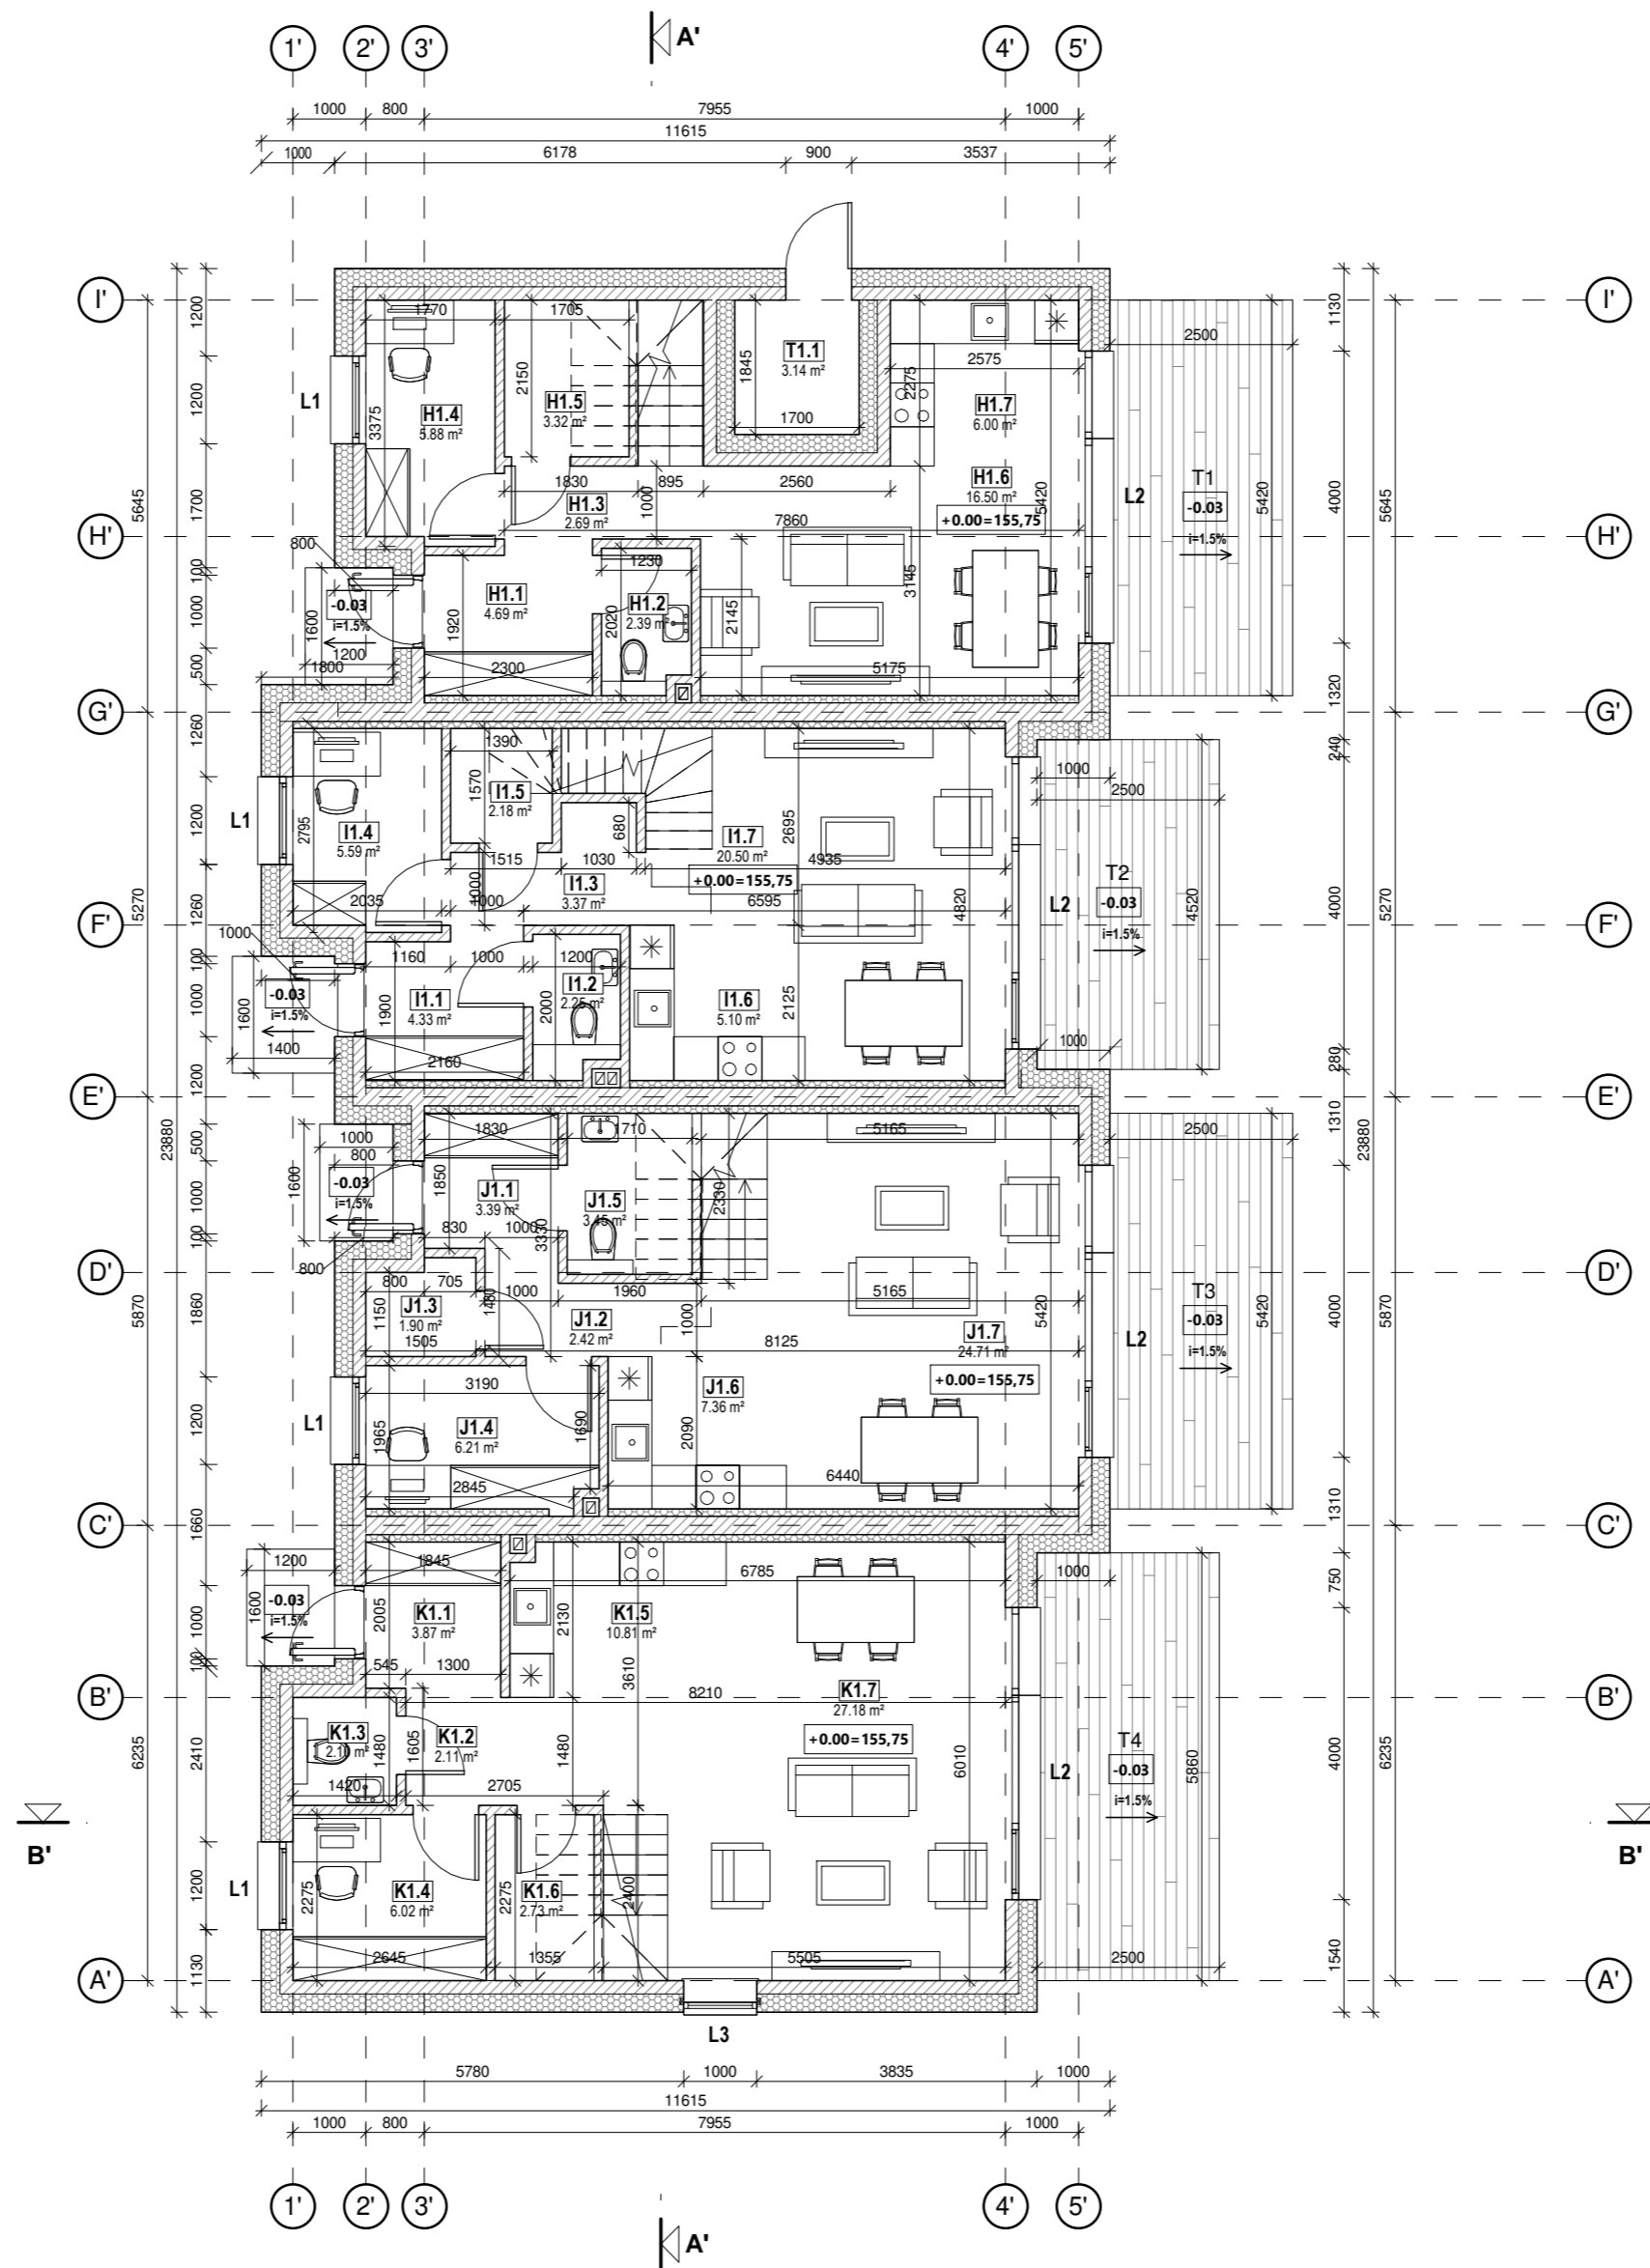 A'
1' 2' 3' 4' 5'
1000 800 7955 1000
11615
1000 6178 900 3537
I' I'
1770 1705
T1.1
3.14 m²
1845
1700
2575
2275
2500
H1.4
5.88 m²
3375
2150
H1.5
3.32 m²
H1.7
6.00 m²
L1
H1.6
16.50 m²
5420
+0.00=155,75
L2
T1
-0.03
i=1.5%
5420
1830 895 2560
H1.3
2.69 m²
1000
7860
H' H'
800
-0.03
i=1.5%
1600
1200
1800
H1.1
4.69 m²
1920
1230
H1.2
2.39 m²
2020
2145
3145
2300
5175
G' G'
1390
1570
I1.5
2.18 m²
680
L1
2795
I1.4
5.59 m²
I1.7
20.50 m²
2695
1000
2500
1515 1030 4935
+0.00=155,75
1000
I1.3
3.37 m²
2035 1000 6595
4820
L2
T2
-0.03
i=1.5%
4520
F' F'
1000
1160 1000 1200
-0.03
i=1.5%
1600
1400
I1.1
4.33 m²
1900
I1.2
2.25 m²
2000
I1.6
5.10 m²
2125
2160
1000
E' E'
1830 1710 5165 2500
1000
800
-0.03
i=1.5%
1600
800
1850
J1.1
3.39 m²
J1.5
3.45 m²
2330
830 1000
3330
D' D'
800 705 1000 1960 5165
1150
J1.3
1.90 m²
1480
J1.2
2.42 m²
1000
1505
8125
J1.7
24.71 m²
5420
+0.00=155,75
L2
T3
-0.03
i=1.5%
5420
3190
J1.6
7.36 m²
L1
1965
J1.4
6.21 m²
1690
2090
2845
6440
C' C'
1200
1845
6785
1000
-0.03
i=1.5%
1600
2005
K1.1
3.87 m²
2130
K1.5
10.81 m²
545 1300
3610
B' B'
8210
K1.7
27.18 m²
+0.00=155,75
K1.3
2.10 m²
1480
1605
K1.2
2.11 m²
1480
6010
1420 2705
L2
T4
-0.03
i=1.5%
5860
B' B'
L1
2275
K1.4
6.02 m²
2275
K1.6
2.73 m²
2400
2645 1355 5505 2500
A' A'
L3
1200
1200
1700
100
1000
500
1260
1200
1260
100
1000
1200
500
1000
100
1860
1200
1660
1000
100
2410
1200
1130
5645
5270
5870
6235
23880
1130
4000
1320
240
4000
280
1310
4000
1310
750
4000
1540
5645
5270
5870
6235
23880
5780 1000 3835 1000
11615
1000 800 7955 1000
1' 2' 3' 4' 5'
A'